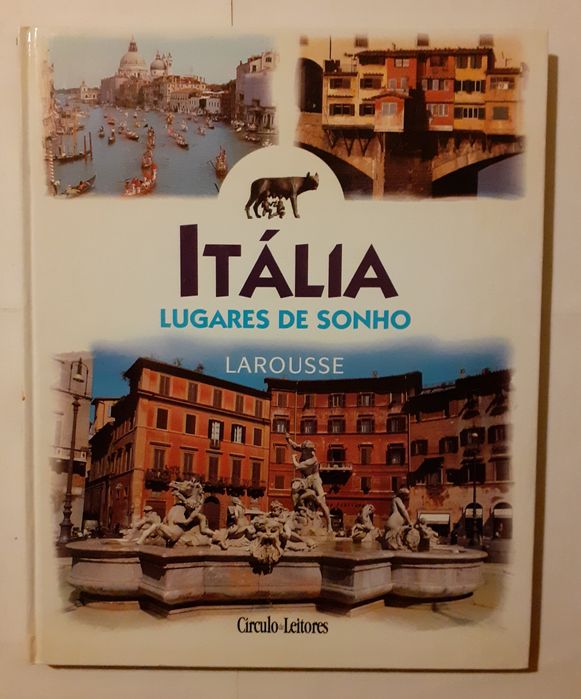 ITÁLIA
LUGARES DE SONHO
LAROUSSE
Círculo de Leitores